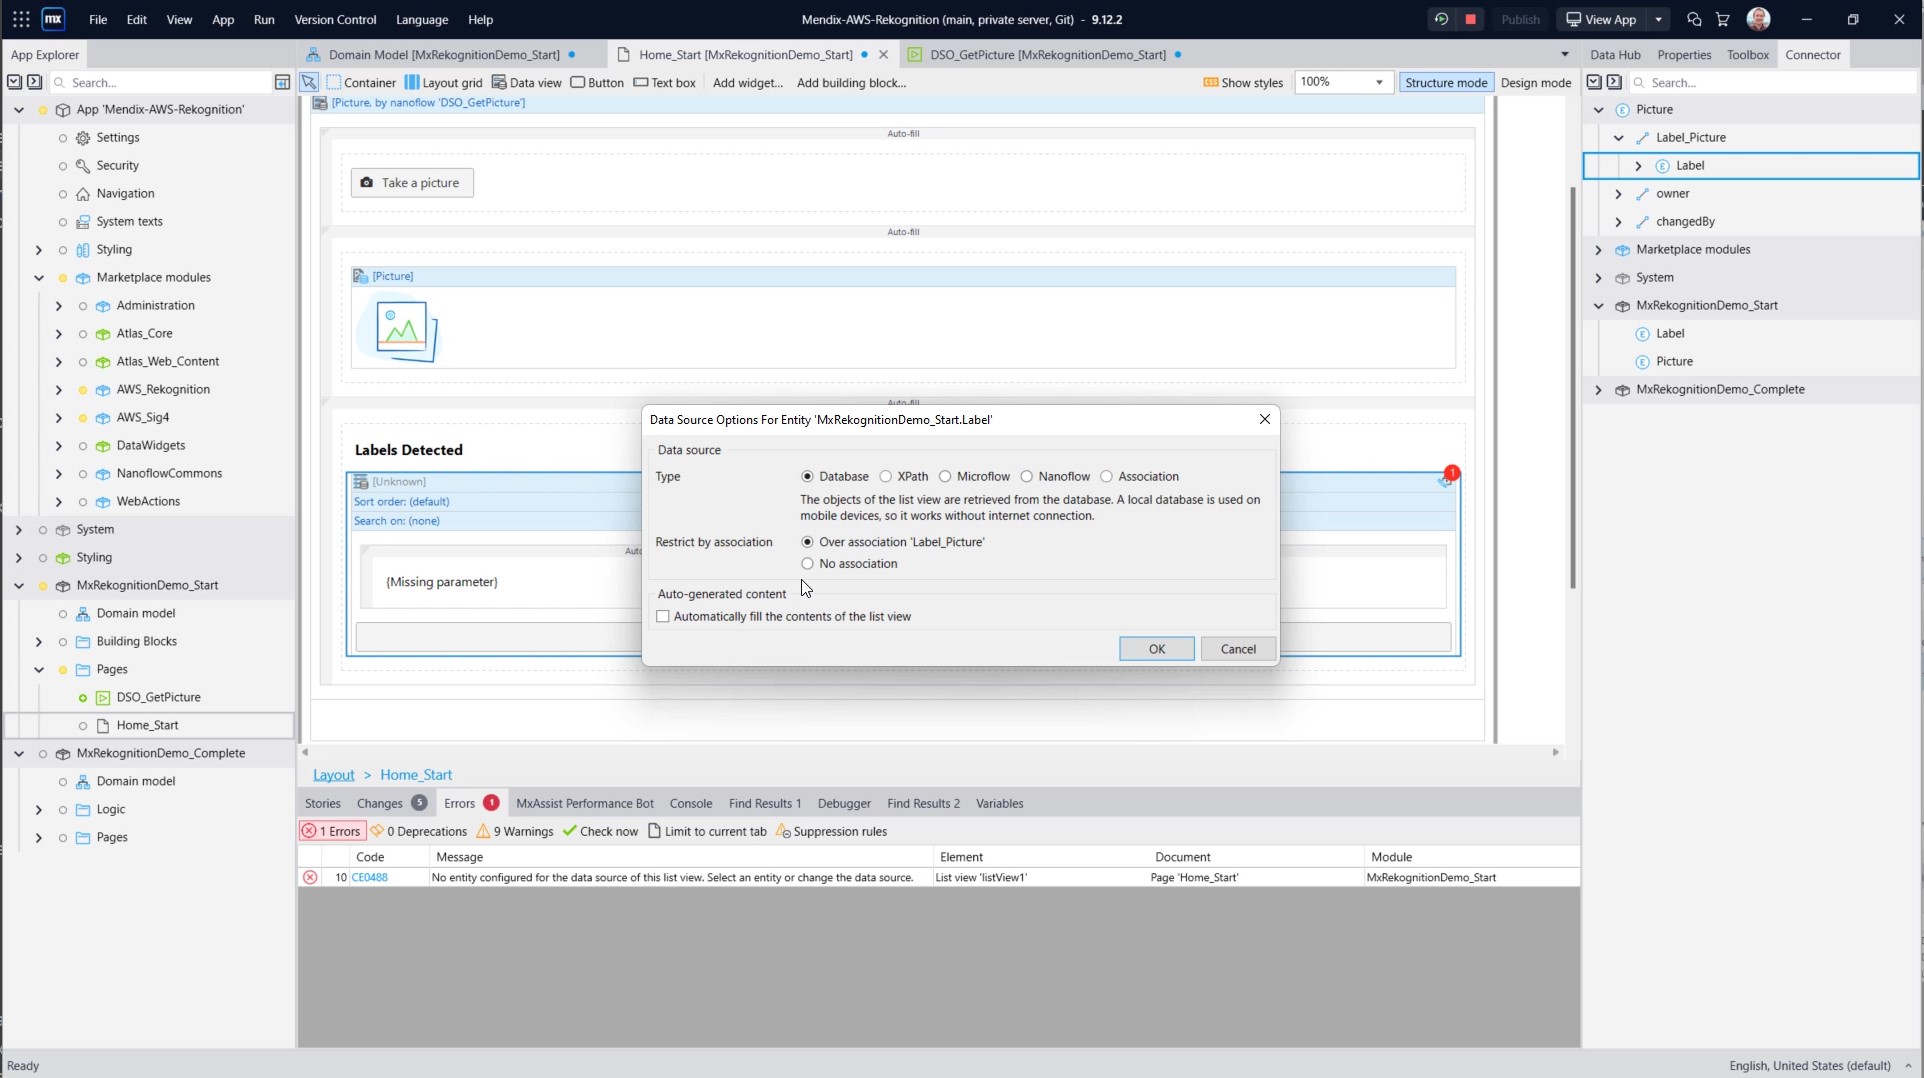 mx File Edit View App Run Version Control Language Help Mendix-AWS-Rekognition (main, private server, Git) - 9.12.2 Publish View App
App Explorer
Search...
App 'Mendix-AWS-Rekognition'
Settings
Security
Navigation
System texts
Styling
Marketplace modules
Administration
Atlas_Core
Atlas_Web_Content
AWS_Rekognition
AWS_Sig4
DataWidgets
NanoflowCommons
WebActions
System
Styling
MxRekognitionDemo_Start
Domain model
Building Blocks
Pages
DSO_GetPicture
Home_Start
MxRekognitionDemo_Complete
Domain model
Logic
Pages
Domain Model [MxRekognitionDemo_Start] Home_Start [MxRekognitionDemo_Start] DSO_GetPicture [MxRekognitionDemo_Start]
Container Layout grid Data view Button Text box Add widget... Add building block... CSS Show styles 100% Structure mode Design mode
[Picture, by nanoflow 'DSO_GetPicture']
Auto-fill
Take a picture
Auto-fill
[Picture]
Auto-fill
Labels Detected
[Unknown]
1
Sort order: (default)
Search on: (none)
Auto
{Missing parameter}
Data Source Options For Entity 'MxRekognitionDemo_Start.Label'
Data source
Type Database XPath Microflow Nanoflow Association
The objects of the list view are retrieved from the database. A local database is used on
mobile devices, so it works without internet connection.
Restrict by association Over association 'Label_Picture'
No association
Auto-generated content
Automatically fill the contents of the list view
OK Cancel
Layout > Home_Start
Stories Changes 5 Errors 1 MxAssist Performance Bot Console Find Results 1 Debugger Find Results 2 Variables
1 Errors 0 Deprecations 9 Warnings Check now Limit to current tab Suppression rules
Code Message Element Document Module
10 CE0488 No entity configured for the data source of this list view. Select an entity or change the data source. List view 'listView1' Page 'Home_Start' MxRekognitionDemo_Start
Data Hub Properties Toolbox Connector
Search...
Picture
Label_Picture
Label
owner
changedBy
Marketplace modules
System
MxRekognitionDemo_Start
Label
Picture
MxRekognitionDemo_Complete
Ready English, United States (default)